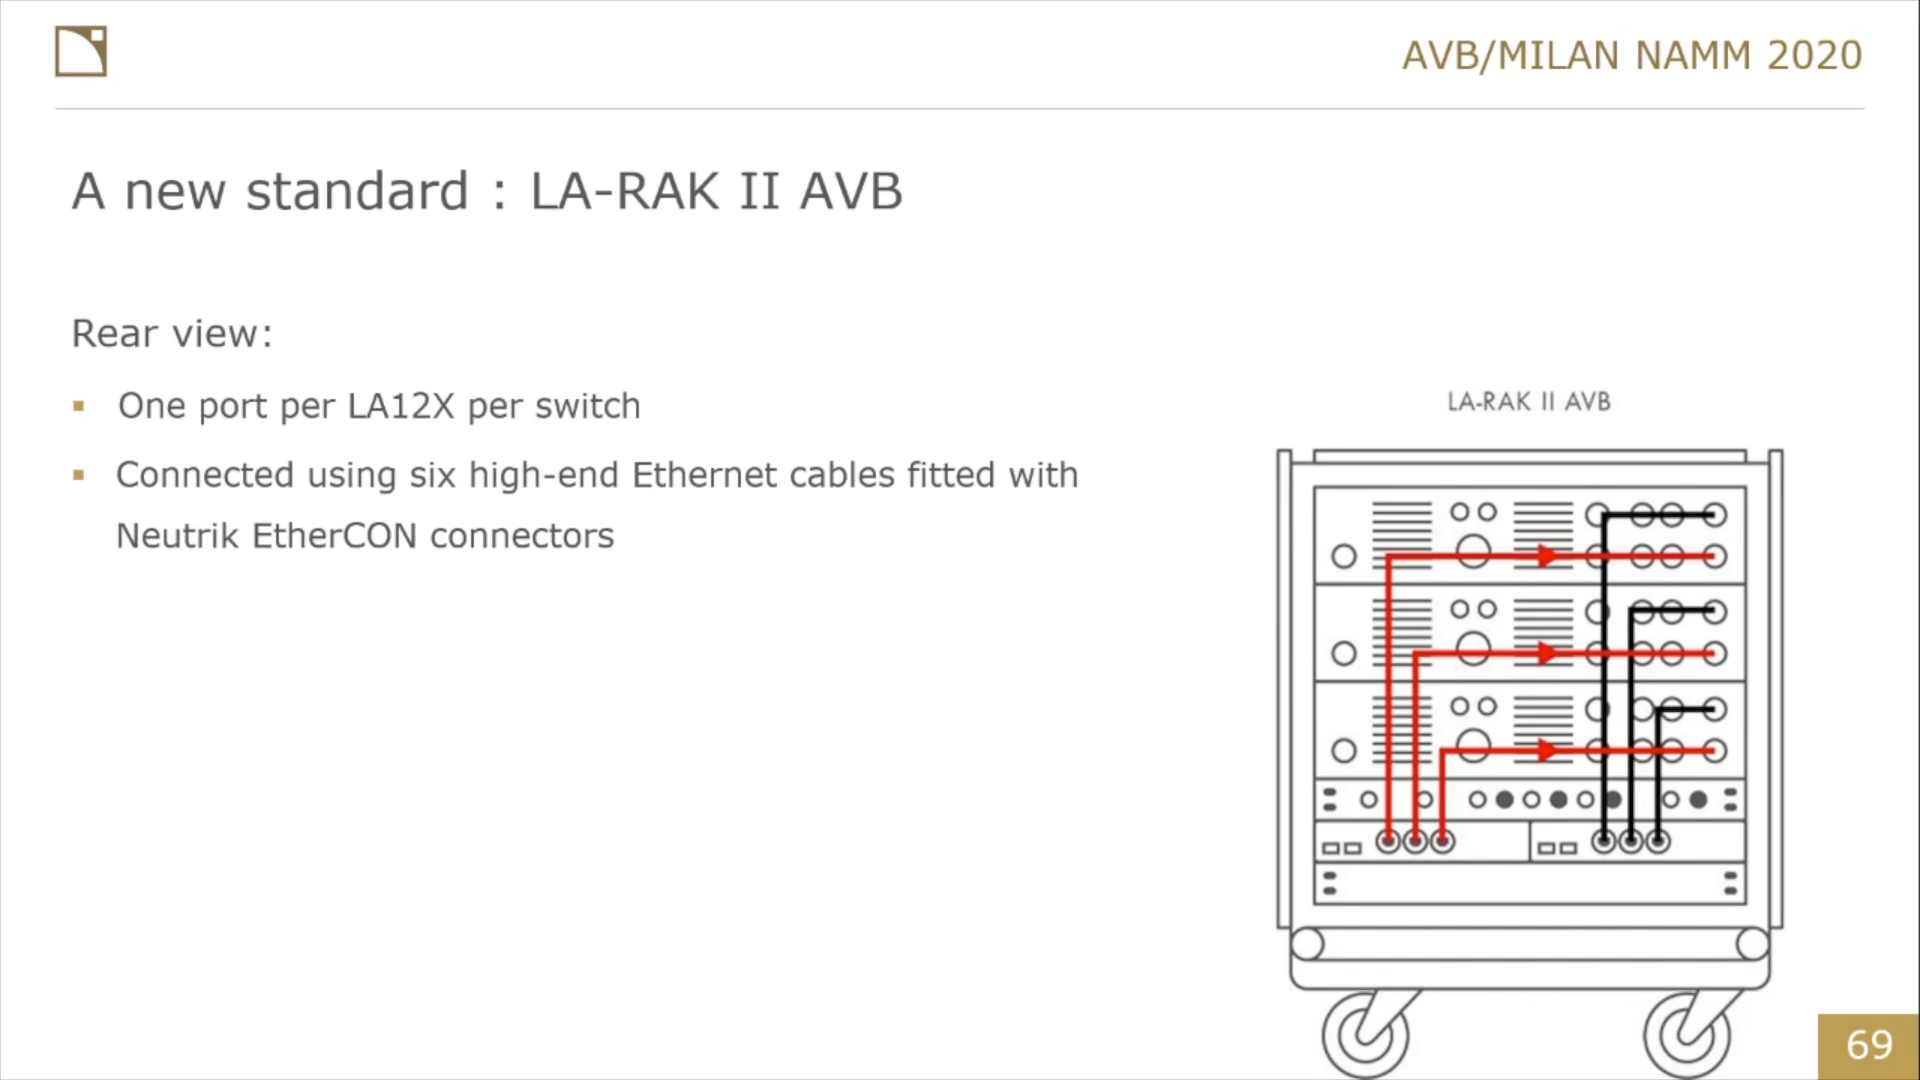 AVB/MILAN NAMM 2020
A new standard : LA-RAK II AVB
Rear view:
One port per LA12X per switch
Connected using six high-end Ethernet cables fitted with
Neutrik EtherCON connectors
LA-RAK II AVB
69